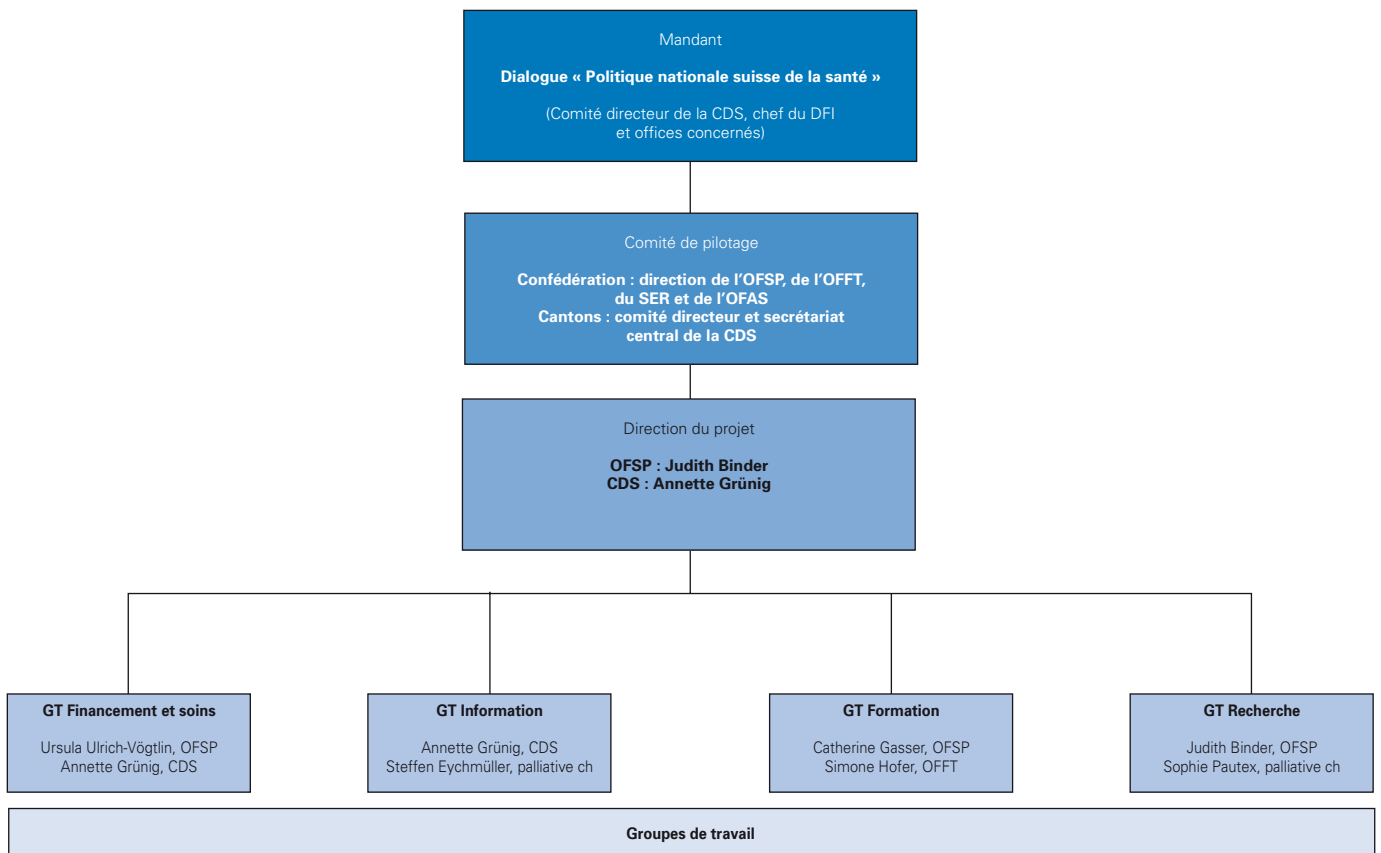 Mandant
Dialogue « Politique nationale suisse de la santé »
(Comité directeur de la CDS, chef du DFI
et offices concernés)
Comité de pilotage
Confédération : direction de l'OFSP, de l'OFFT,
du SER et de l'OFAS
Cantons : comité directeur et secrétariat
central de la CDS
Direction du projet
OFSP : Judith Binder
CDS : Annette Grünig
GT Financement et soins
Ursula Ulrich-Vögtlin, OFSP
Annette Grünig, CDS
GT Information
Annette Grünig, CDS
Steffen Eychmüller, palliative ch
GT Formation
Catherine Gasser, OFSP
Simone Hofer, OFFT
GT Recherche
Judith Binder, OFSP
Sophie Pautex, palliative ch
Groupes de travail